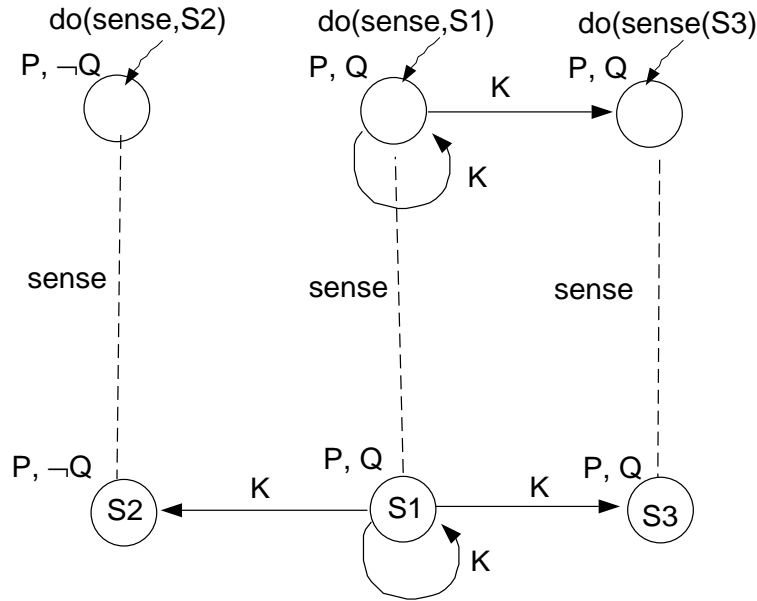 do(sense,S2)
do(sense,S1)
do(sense(S3)
P, ¬Q
P, Q
P, Q
K
K
sense
sense
sense
P, ¬Q
P, Q
P, Q
K
K
S2
S1
S3
K